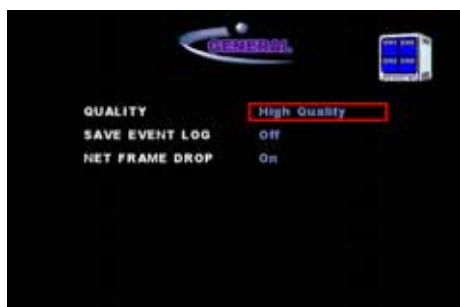 GENERAL
QUALITY High Quality
SAVE EVENT LOG Off
NET FRAME DROP On